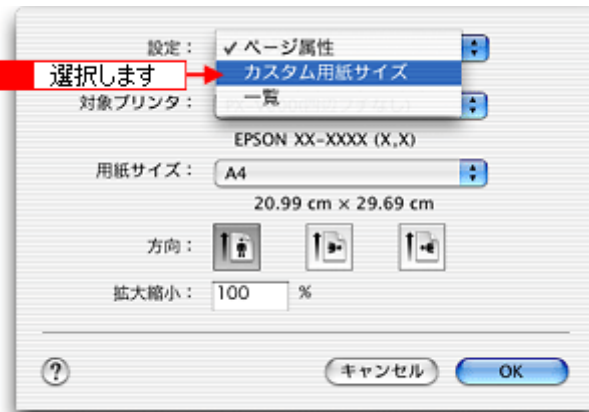 設定：
✓ページ属性
選択します
カスタム用紙サイズ
対象プリンタ：
一覧
EPSON XX-XXXX (X,X)
用紙サイズ：
A4
20.99 cm × 29.69 cm
方向：
拡大縮小：
100
%
?
キャンセル
OK